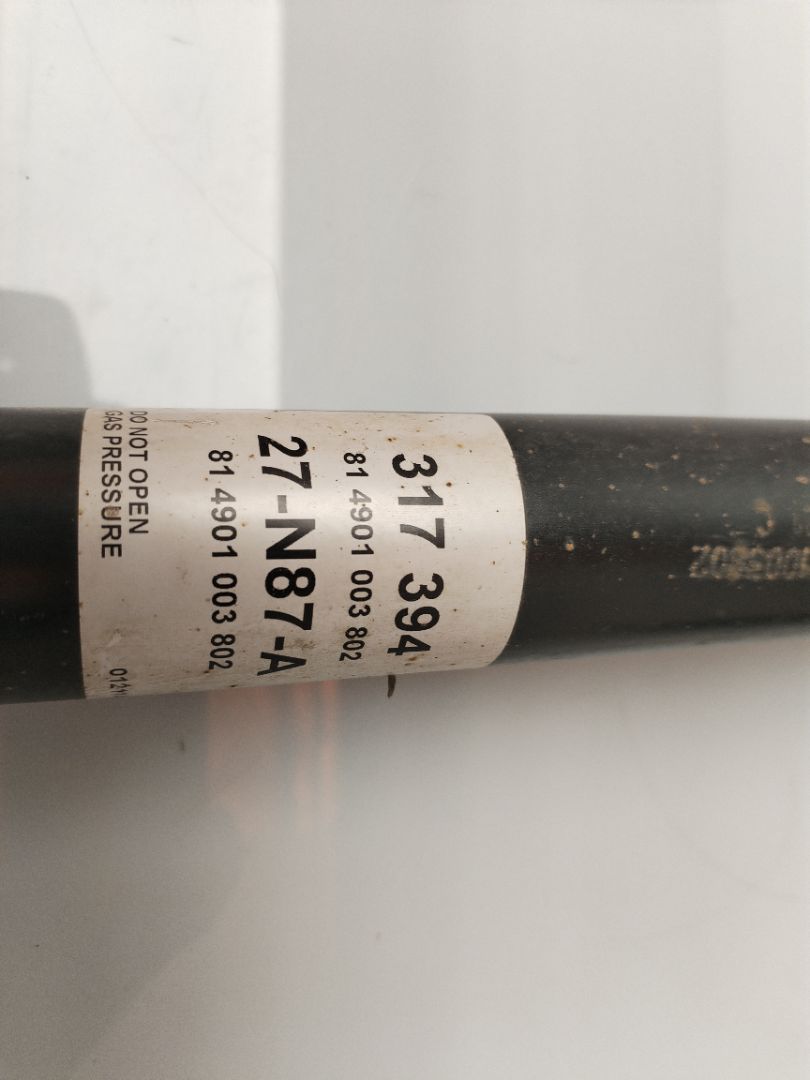 317 394
81 4901 003 802
27-N87-A
81 4901 003 802
DO NOT OPEN
GAS PRESSURE